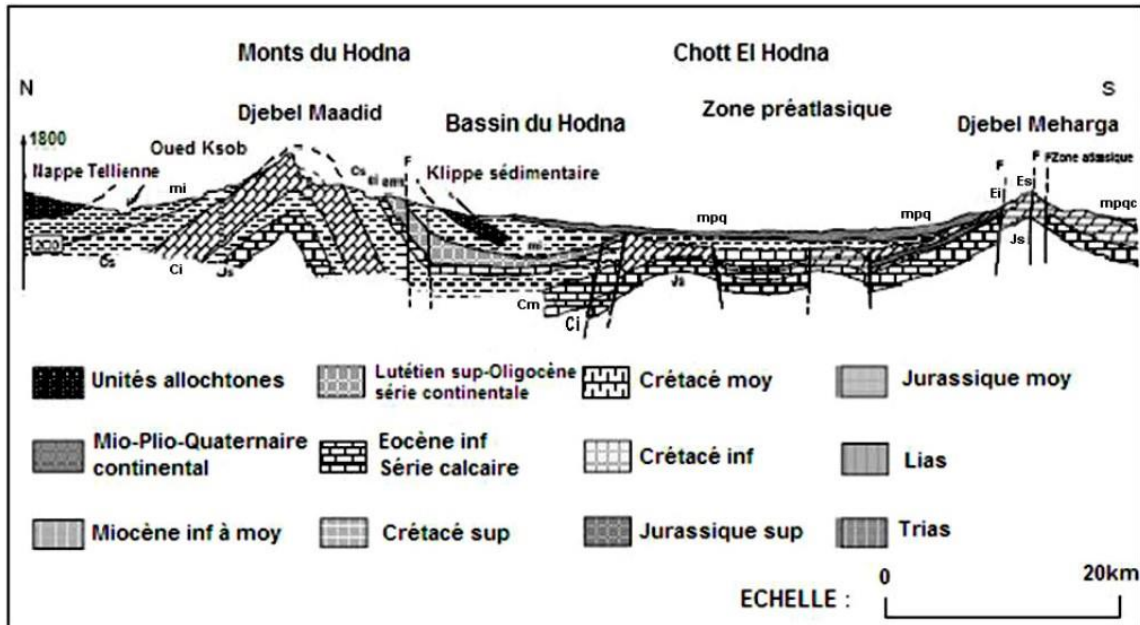 Monts du Hodna
Chott El Hodna
N
S
Djebel Maadid
Zone préatlasique
Bassin du Hodna
Djebel Meharga
1800
Oued Ksob
Nappe Tellienne
mi
Cs
F
Klippe sédimentaire
F
F
FZone atlasique
Ei
Es
mpq
mpq
mpqc
200
mi
Cs
Ci
Js
Js
Js
Cm
Ci
Unités allochtones
Lutétien sup-Oligocène
série continentale
Crétacé moy
Jurassique moy
Mio-Plio-Quaternaire
continental
Eocène inf
Série calcaire
Crétacé inf
Lias
Miocène inf à moy
Crétacé sup
Jurassique sup
Trias
0
20km
ECHELLE :